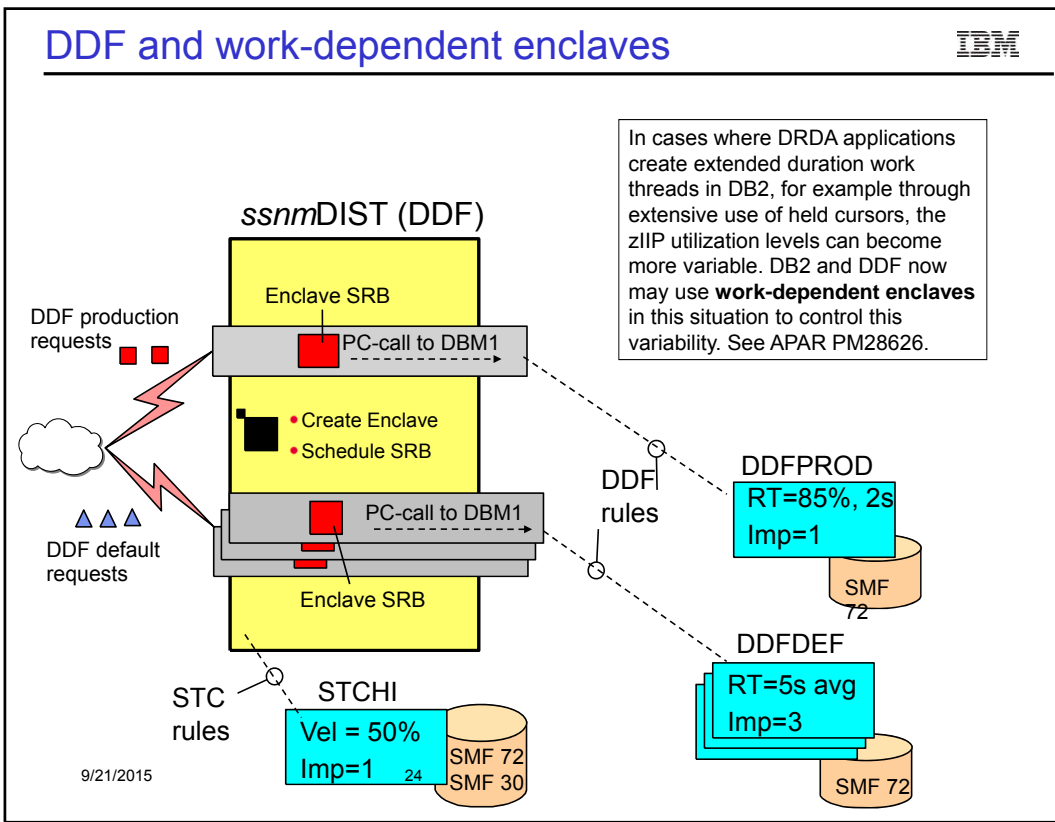 DDF and work-dependent enclaves
IBM
In cases where DRDA applications
create extended duration work
threads in DB2, for example through
extensive use of held cursors, the
zIIP utilization levels can become
more variable. DB2 and DDF now
may use work-dependent enclaves
in this situation to control this
variability. See APAR PM28626.
ssnmDIST (DDF)
Enclave SRB
DDF production
requests
PC-call to DBM1
• Create Enclave
• Schedule SRB
DDF
rules
DDFPROD
RT=85%, 2s
Imp=1
SMF
72
PC-call to DBM1
DDF default
requests
Enclave SRB
DDFDEF
RT=5s avg
Imp=3
SMF 72
STC
rules
STCHI
Vel = 50%
Imp=1
SMF 72
SMF 30
9/21/2015
24